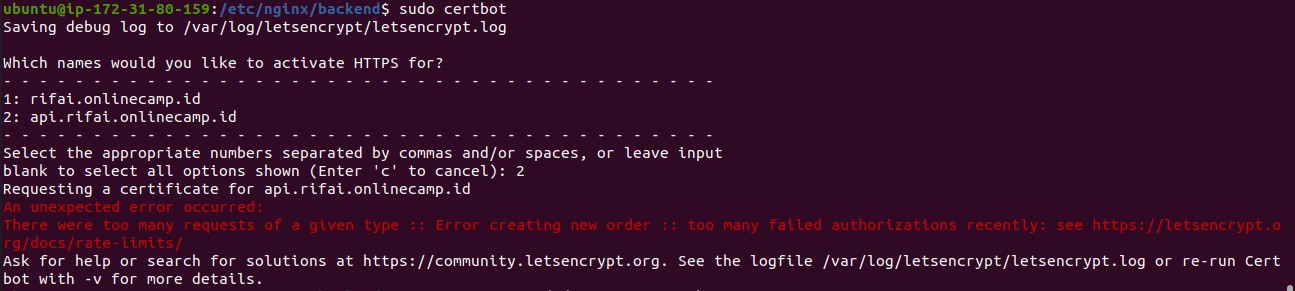 ubuntu@ip-172-31-80-159:/etc/nginx/backend$ sudo certbot
Saving debug log to /var/log/letsencrypt/letsencrypt.log
Which names would you like to activate HTTPS for?
- - - - - - - - - - - - - - - - - - - - - - - - - - - - - - - - - - - - - - - -
1: rifai.onlinecamp.id
2: api.rifai.onlinecamp.id
- - - - - - - - - - - - - - - - - - - - - - - - - - - - - - - - - - - - - - - -
Select the appropriate numbers separated by commas and/or spaces, or leave input
blank to select all options shown (Enter 'c' to cancel): 2
Requesting a certificate for api.rifai.onlinecamp.id
An unexpected error occurred:
There were too many requests of a given type :: Error creating new order :: too many failed authorizations recently: see https://letsencrypt.o
rg/docs/rate-limits/
Ask for help or search for solutions at https://community.letsencrypt.org. See the logfile /var/log/letsencrypt/letsencrypt.log or re-run Cert
bot with -v for more details.